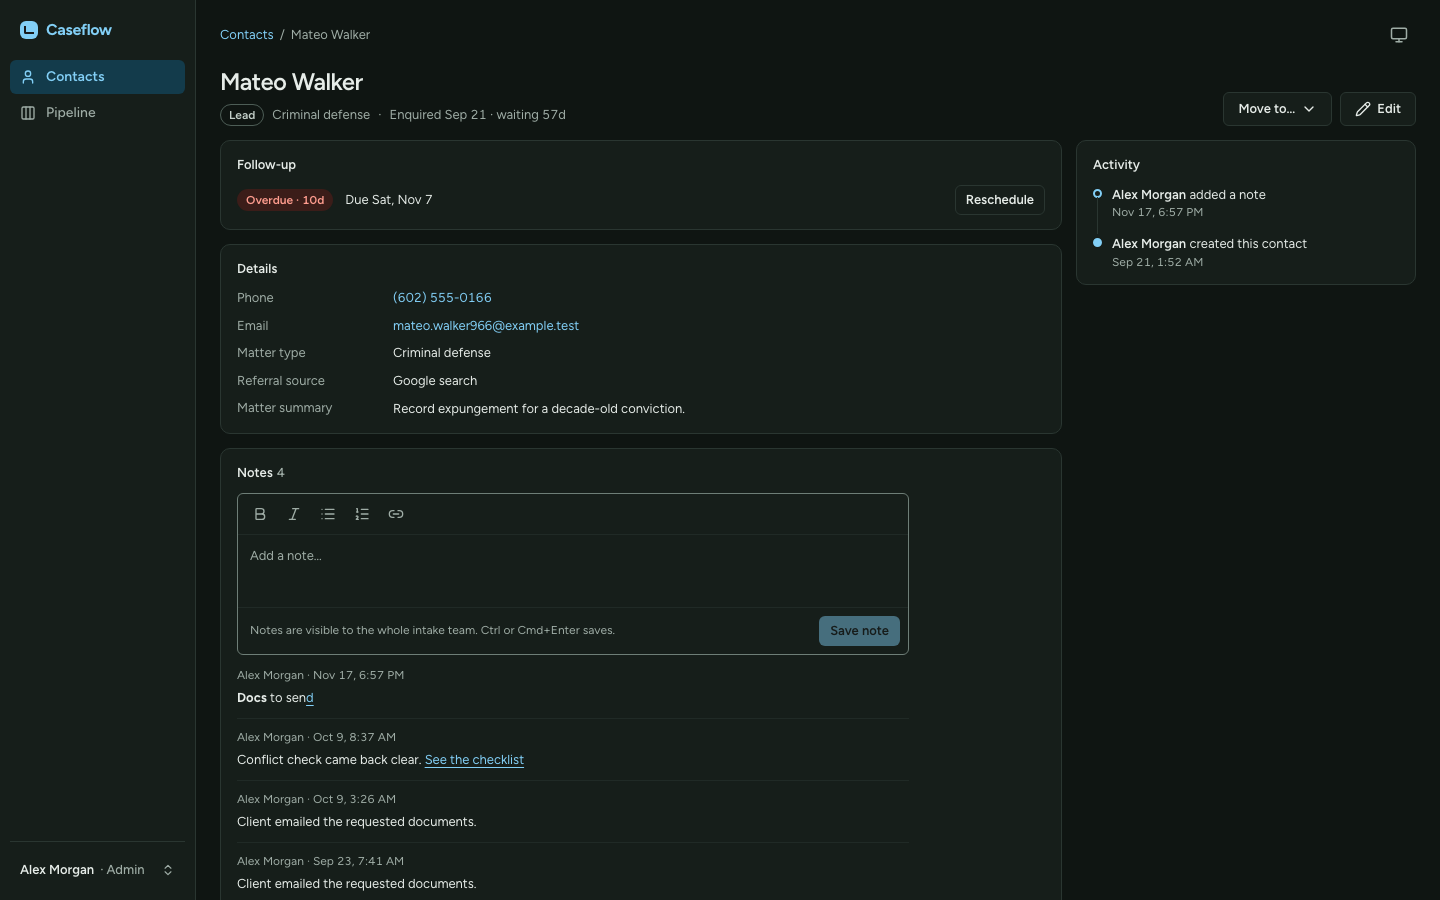 Caseflow
Contacts
Pipeline
Alex Morgan · Admin
Contacts / Mateo Walker
Mateo Walker
Lead Criminal defense · Enquired Sep 21 · waiting 57d
Move to... Edit
Follow-up
Overdue · 10d Due Sat, Nov 7 Reschedule
Details
Phone (602) 555-0166
Email mateo.walker966@example.test
Matter type Criminal defense
Referral source Google search
Matter summary Record expungement for a decade-old conviction.
Notes 4
Add a note...
Notes are visible to the whole intake team. Ctrl or Cmd+Enter saves. Save note
Alex Morgan · Nov 17, 6:57 PM
Docs to send
Alex Morgan · Oct 9, 8:37 AM
Conflict check came back clear. See the checklist
Alex Morgan · Oct 9, 3:26 AM
Client emailed the requested documents.
Alex Morgan · Sep 23, 7:41 AM
Client emailed the requested documents.
Activity
Alex Morgan added a note
Nov 17, 6:57 PM
Alex Morgan created this contact
Sep 21, 1:52 AM